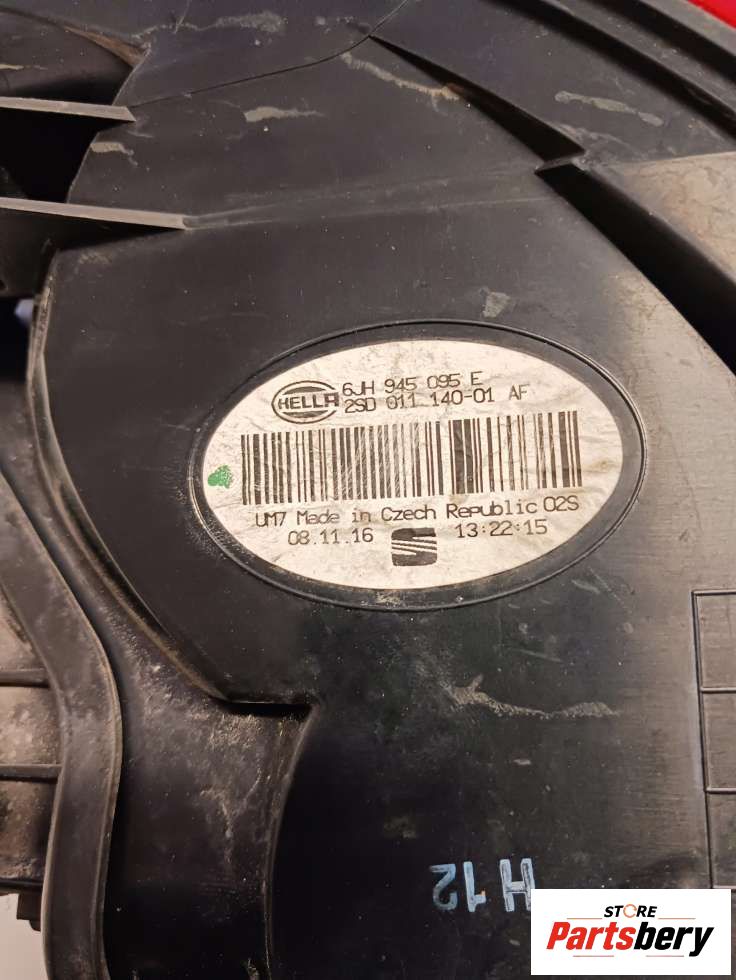 HELLA
6JH 945 095 E
2SD 011 140-01 AF
UM7 Made in Czech Republic 02S
08.11.16
13:22:15
H12
STORE
Partsbery